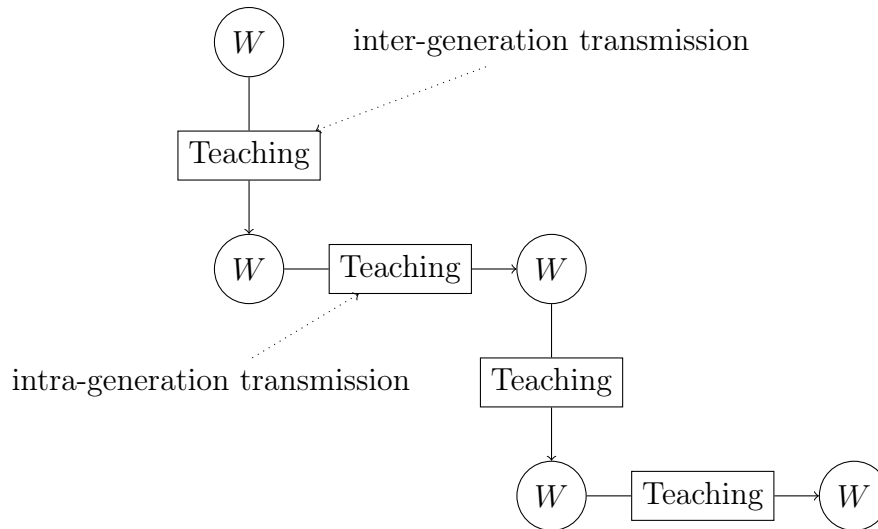 W
inter-generation transmission
Teaching
W
Teaching
W
intra-generation transmission
Teaching
W
Teaching
W